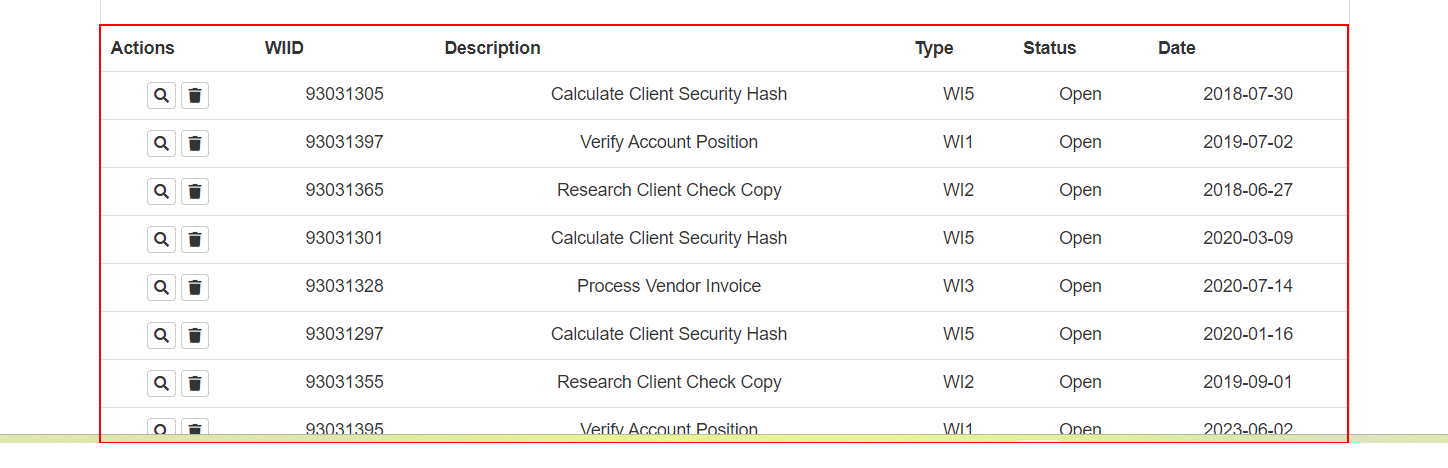 Actions WIID Description Type Status Date
93031305 Calculate Client Security Hash WI5 Open 2018-07-30
93031397 Verify Account Position WI1 Open 2019-07-02
93031365 Research Client Check Copy WI2 Open 2018-06-27
93031301 Calculate Client Security Hash WI5 Open 2020-03-09
93031328 Process Vendor Invoice WI3 Open 2020-07-14
93031297 Calculate Client Security Hash WI5 Open 2020-01-16
93031355 Research Client Check Copy WI2 Open 2019-09-01
93031395 Verify Account Position WI1 Open 2023-06-02